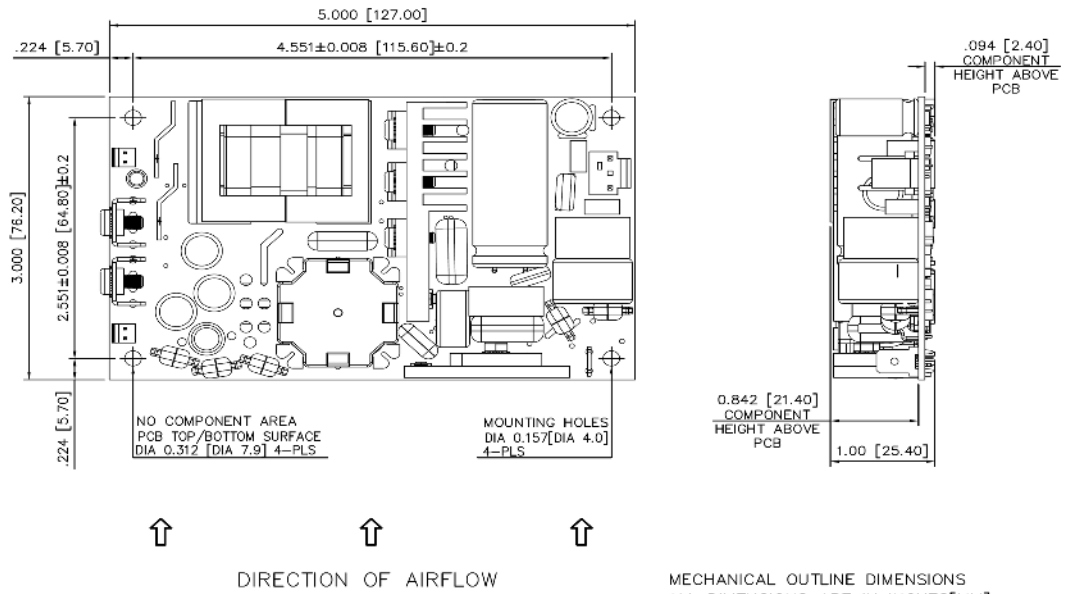 5.000 [127.00]
.224 [5.70]
4.551±0.008 [115.60]±0.2
.094 [2.40]
COMPONENT
HEIGHT ABOVE
PCB
3.000 [76.20]
2.551±0.008 [64.80]±0.2
.224 [5.70]
NO COMPONENT AREA
PCB TOP/BOTTOM SURFACE
DIA 0.312 [DIA 7.9] 4-PLS
MOUNTING HOLES
DIA 0.157[DIA 4.0]
4-PLS
0.842 [21.40]
COMPONENT
HEIGHT ABOVE
PCB
1.00 [25.40]
DIRECTION OF AIRFLOW
MECHANICAL OUTLINE DIMENSIONS